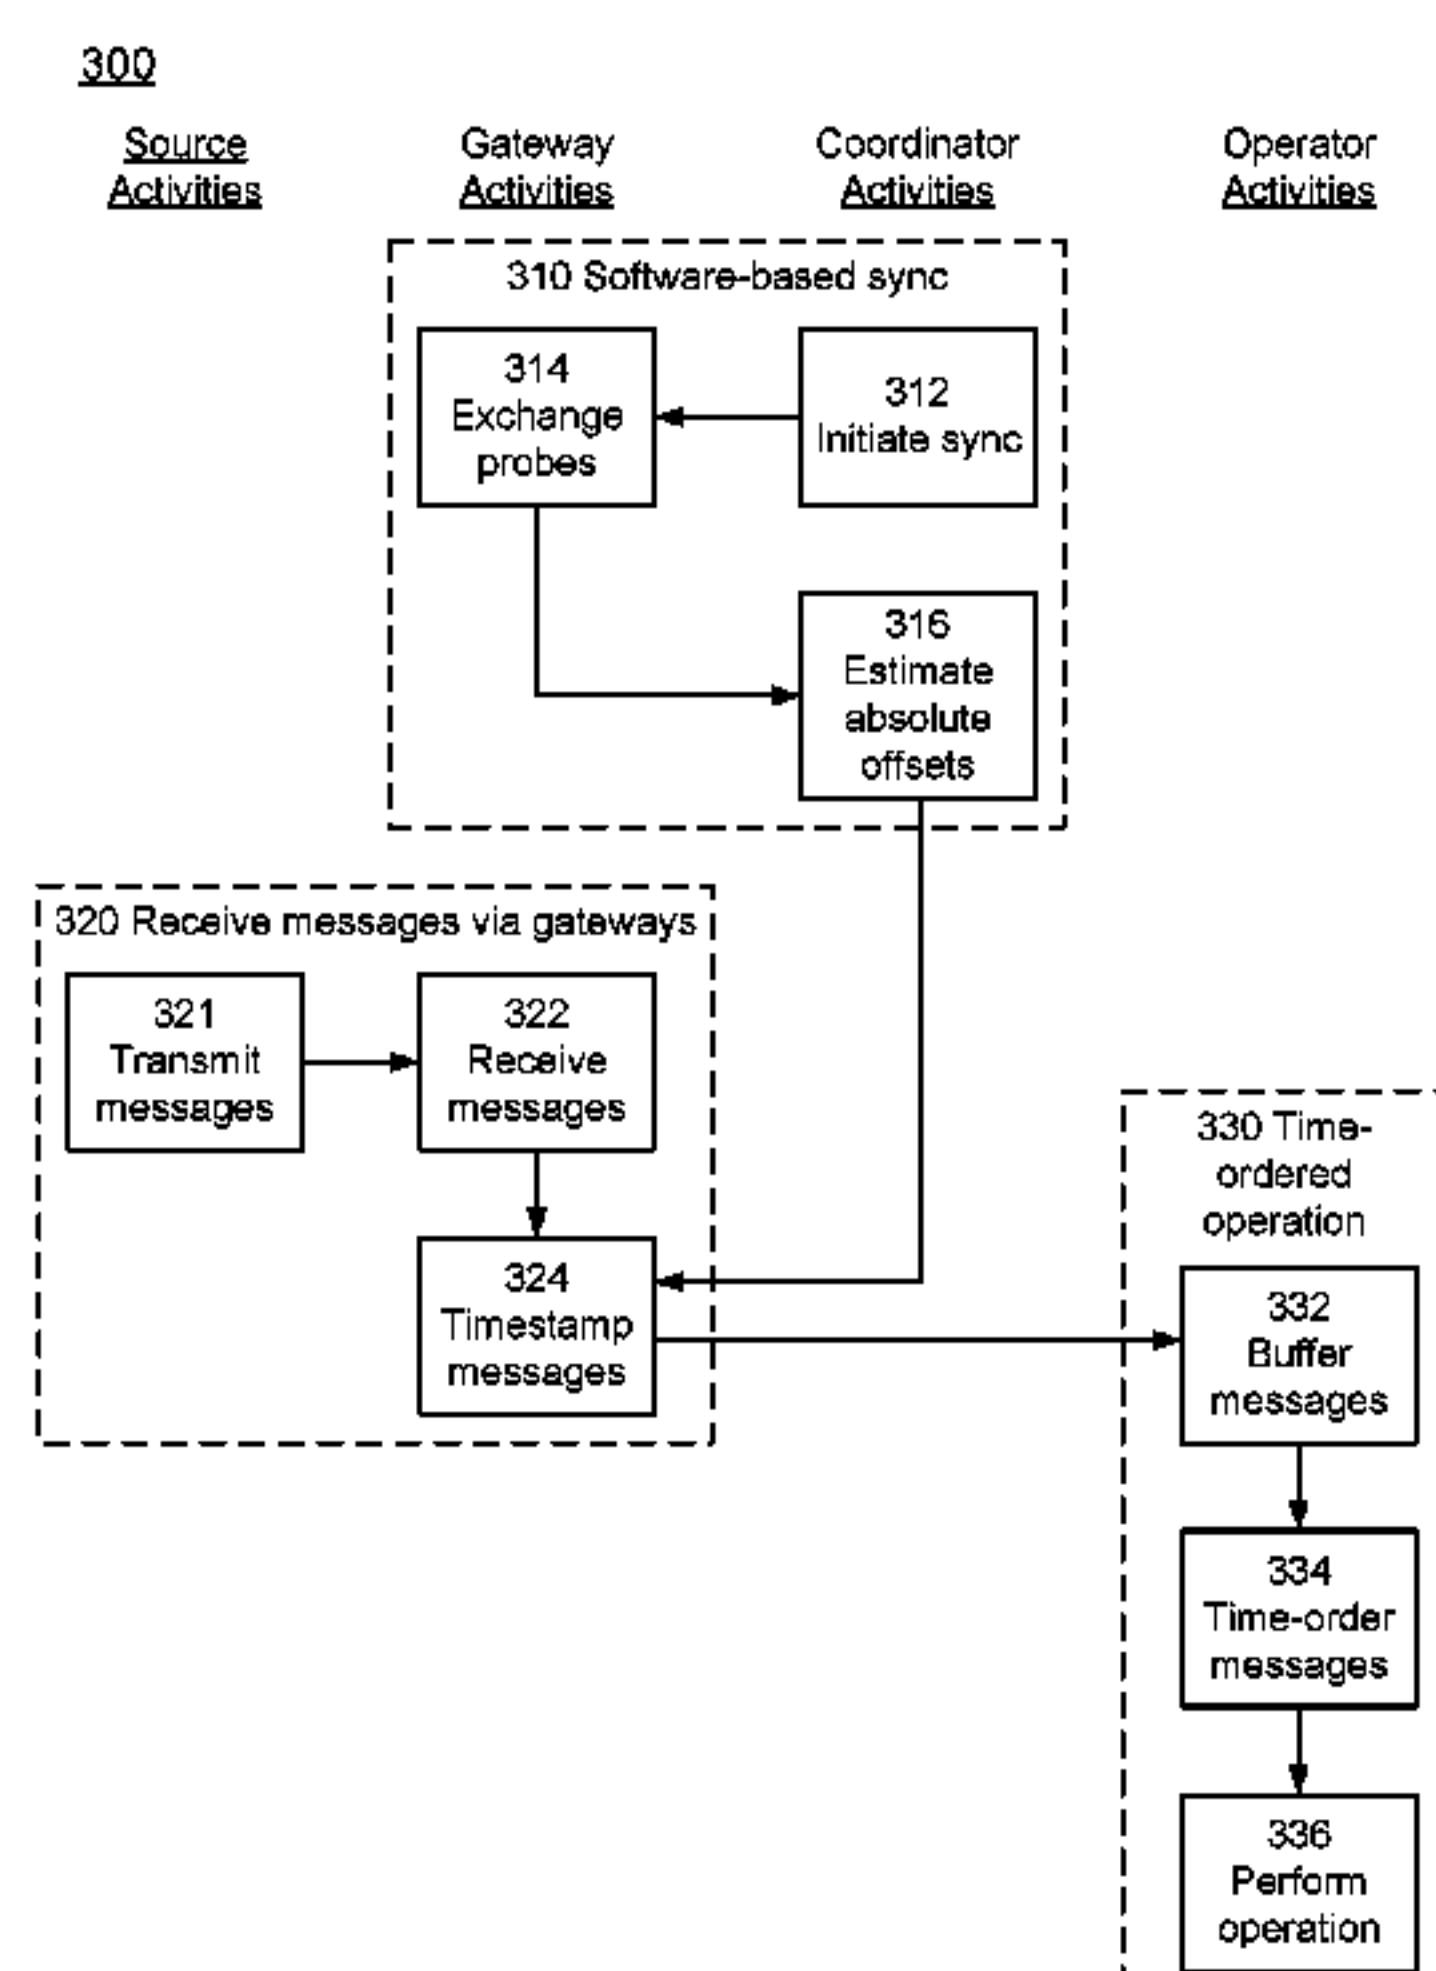 300
Source
Activities
Gateway
Activities
Coordinator
Activities
Operator
Activities
310 Software-based sync
314
Exchange
probes
312
Initiate sync
316
Estimate
absolute
offsets
320 Receive messages via gateways
321
Transmit
messages
322
Receive
messages
324
Timestamp
messages
330 Time-
ordered
operation
332
Buffer
messages
334
Time-order
messages
336
Perform
operation